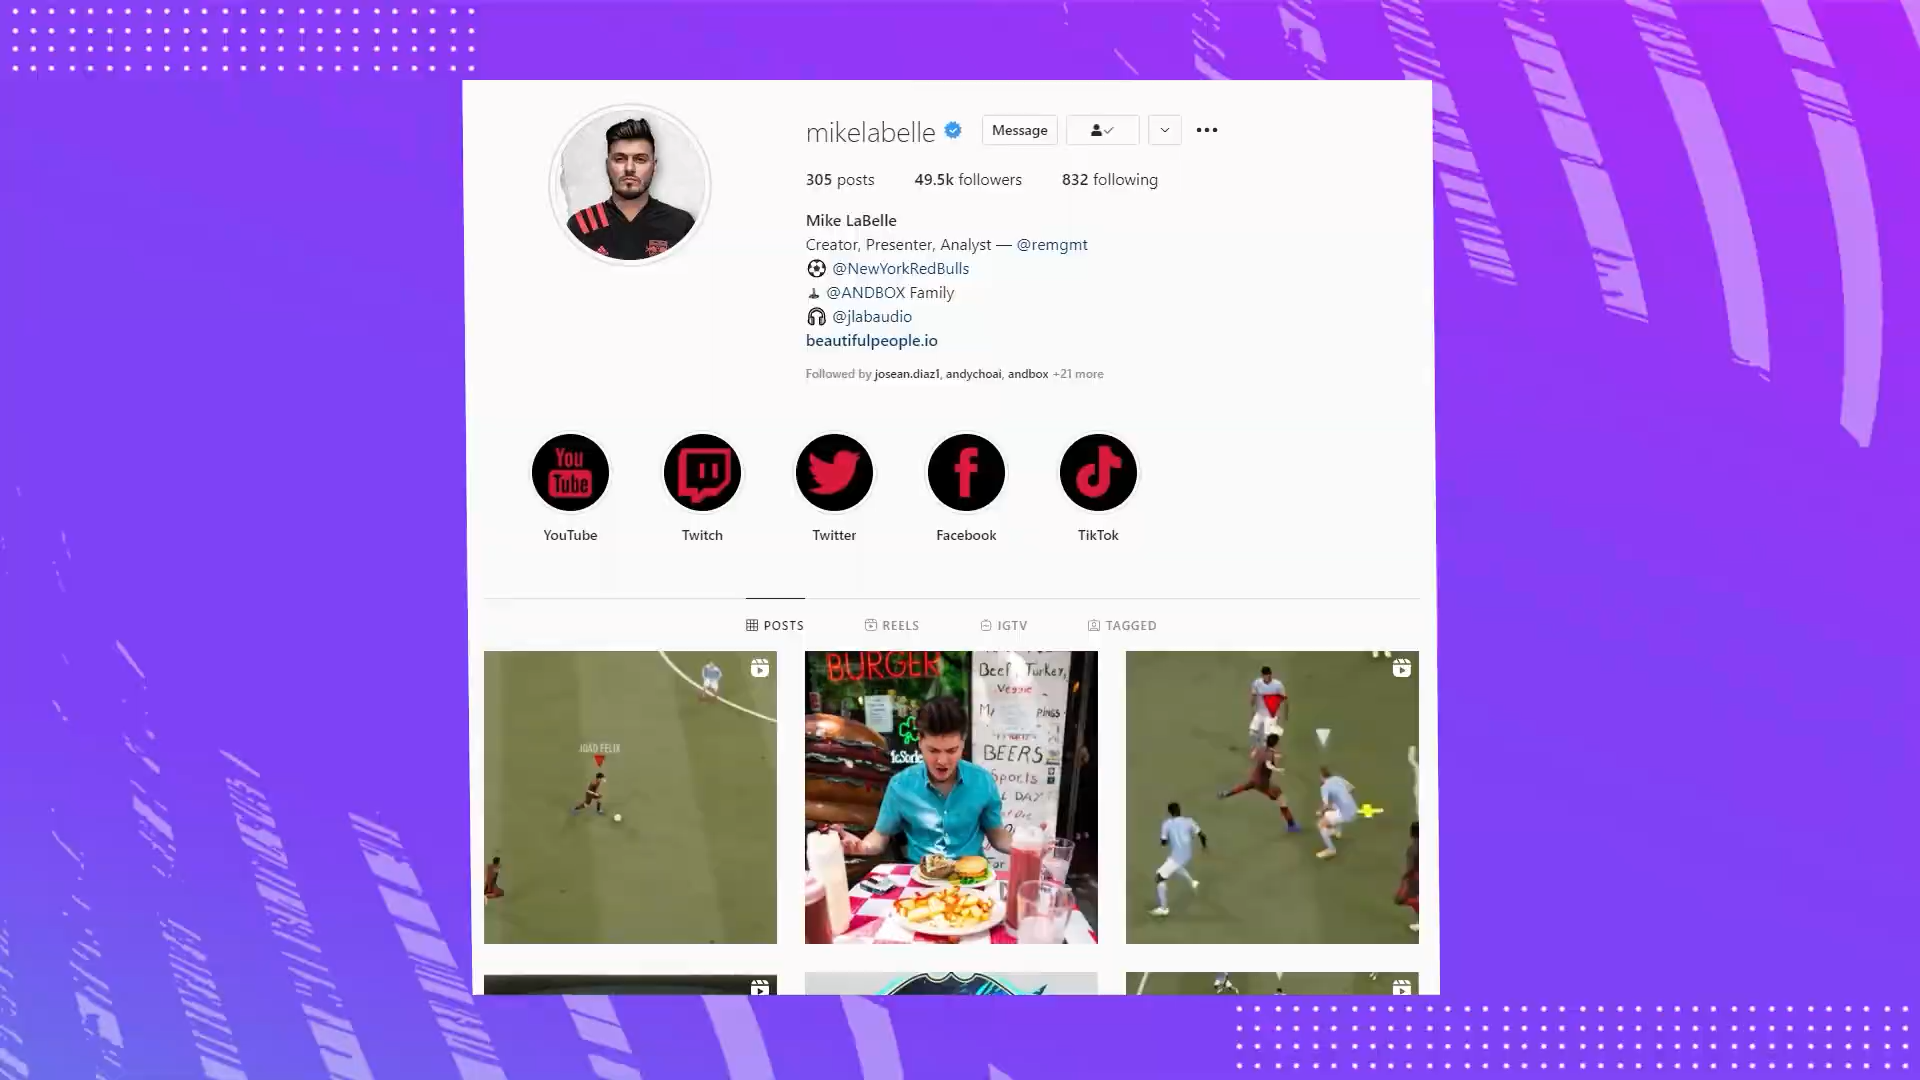 mikelabelle
Message
305 posts 49.5k followers 832 following
Mike LaBelle
Creator, Presenter, Analyst — @remgmt
@NewYorkRedBulls
@ANDBOX Family
@jlabaudio
beautifulpeople.io
Followed by josean.diaz1, andychoai, andbox +21 more
You
Tube
YouTube Twitch Twitter Facebook TikTok
POSTS REELS IGTV TAGGED
JOAO FELIX
BURGER
Beef, Turkey,
Veggie
BEERS
Sports
DAY